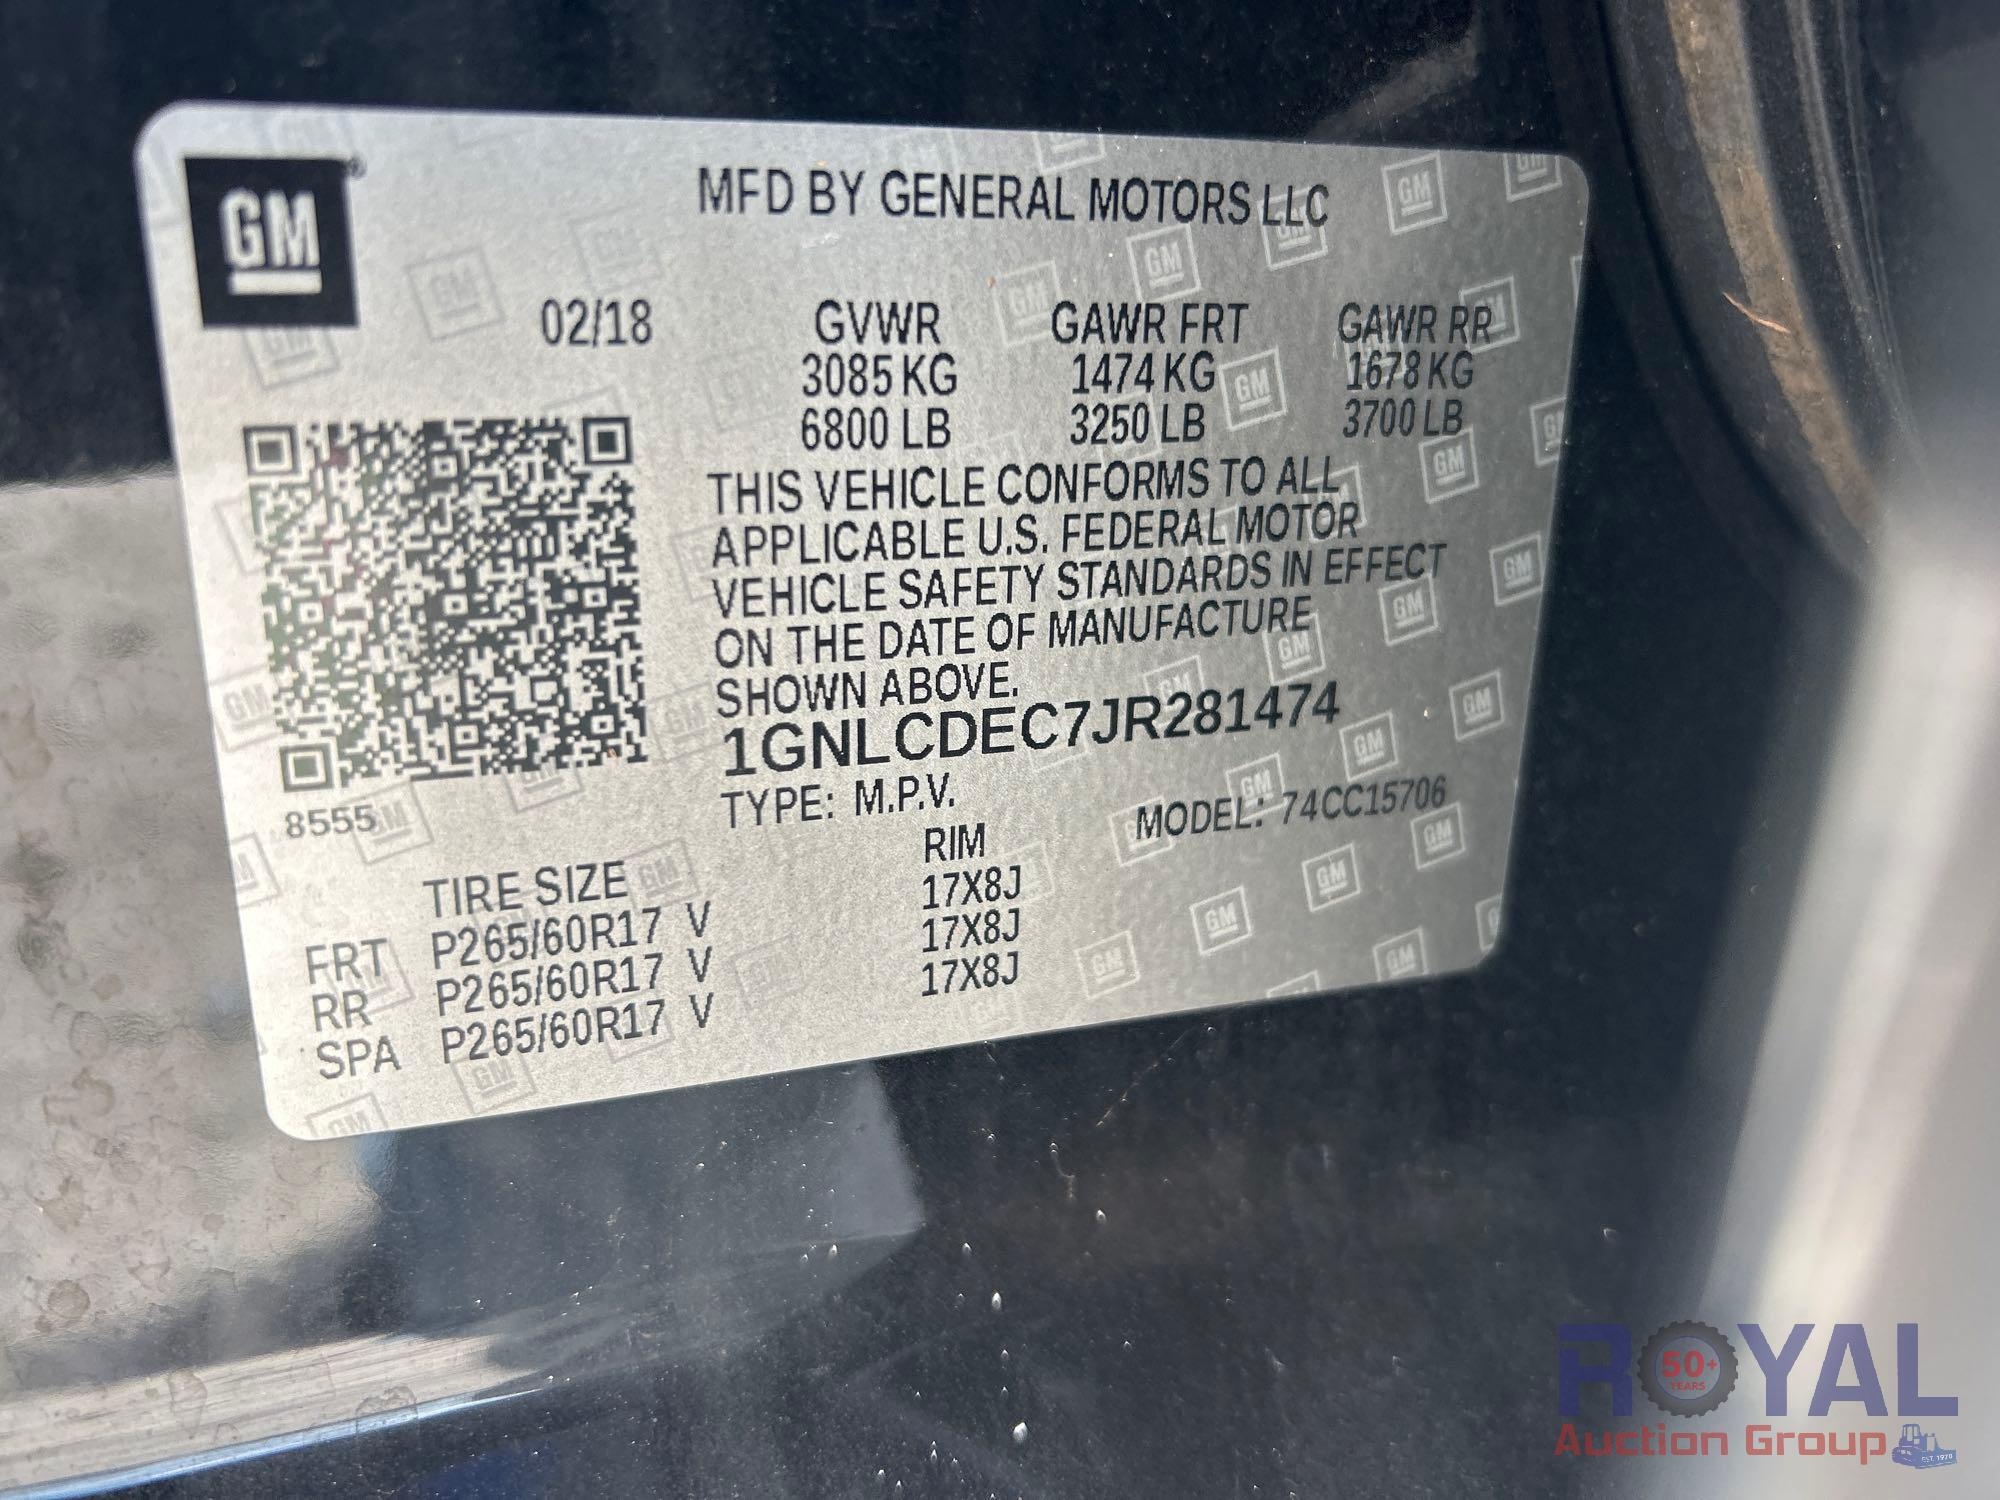 GM
MFD BY GENERAL MOTORS LLC
02/18 GVWR GAWR FRT GAWR RR
3085 KG 1474 KG 1678 KG
6800 LB 3250 LB 3700 LB
THIS VEHICLE CONFORMS TO ALL
APPLICABLE U.S. FEDERAL MOTOR
VEHICLE SAFETY STANDARDS IN EFFECT
ON THE DATE OF MANUFACTURE
SHOWN ABOVE.
1GNLCDEC7JR281474
8555
TYPE: M.P.V. MODEL: 74CC15706
TIRE SIZE RIM
FRT P265/60R17 V 17X8J
RR P265/60R17 V 17X8J
SPA P265/60R17 V 17X8J
ROYAL
50+
YEARS
Auction Group
EST. 1970